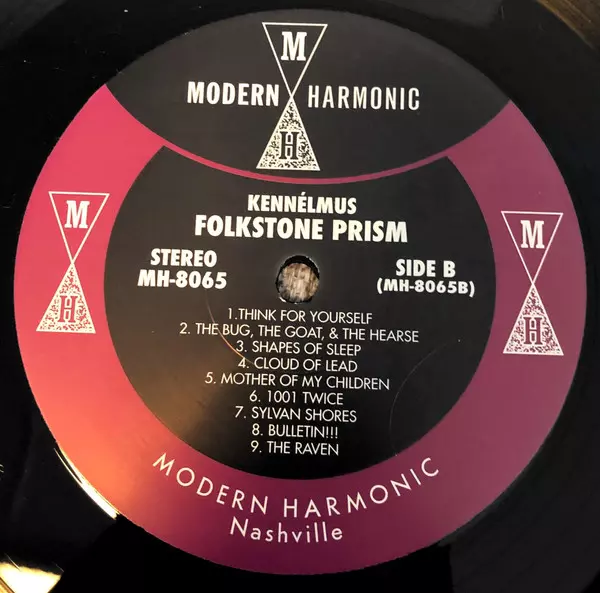 M
MODERN HARMONIC
H
KENNÉLMUS
FOLKSTONE PRISM
M
H
M
H
STEREO
MH-8065
SIDE B
(MH-8065B)
1.THINK FOR YOURSELF
2. THE BUG, THE GOAT, & THE HEARSE
3. SHAPES OF SLEEP
4. CLOUD OF LEAD
5. MOTHER OF MY CHILDREN
6. 1001 TWICE
7. SYLVAN SHORES
8. BULLETIN!!!
9. THE RAVEN
MODERN HARMONIC
Nashville